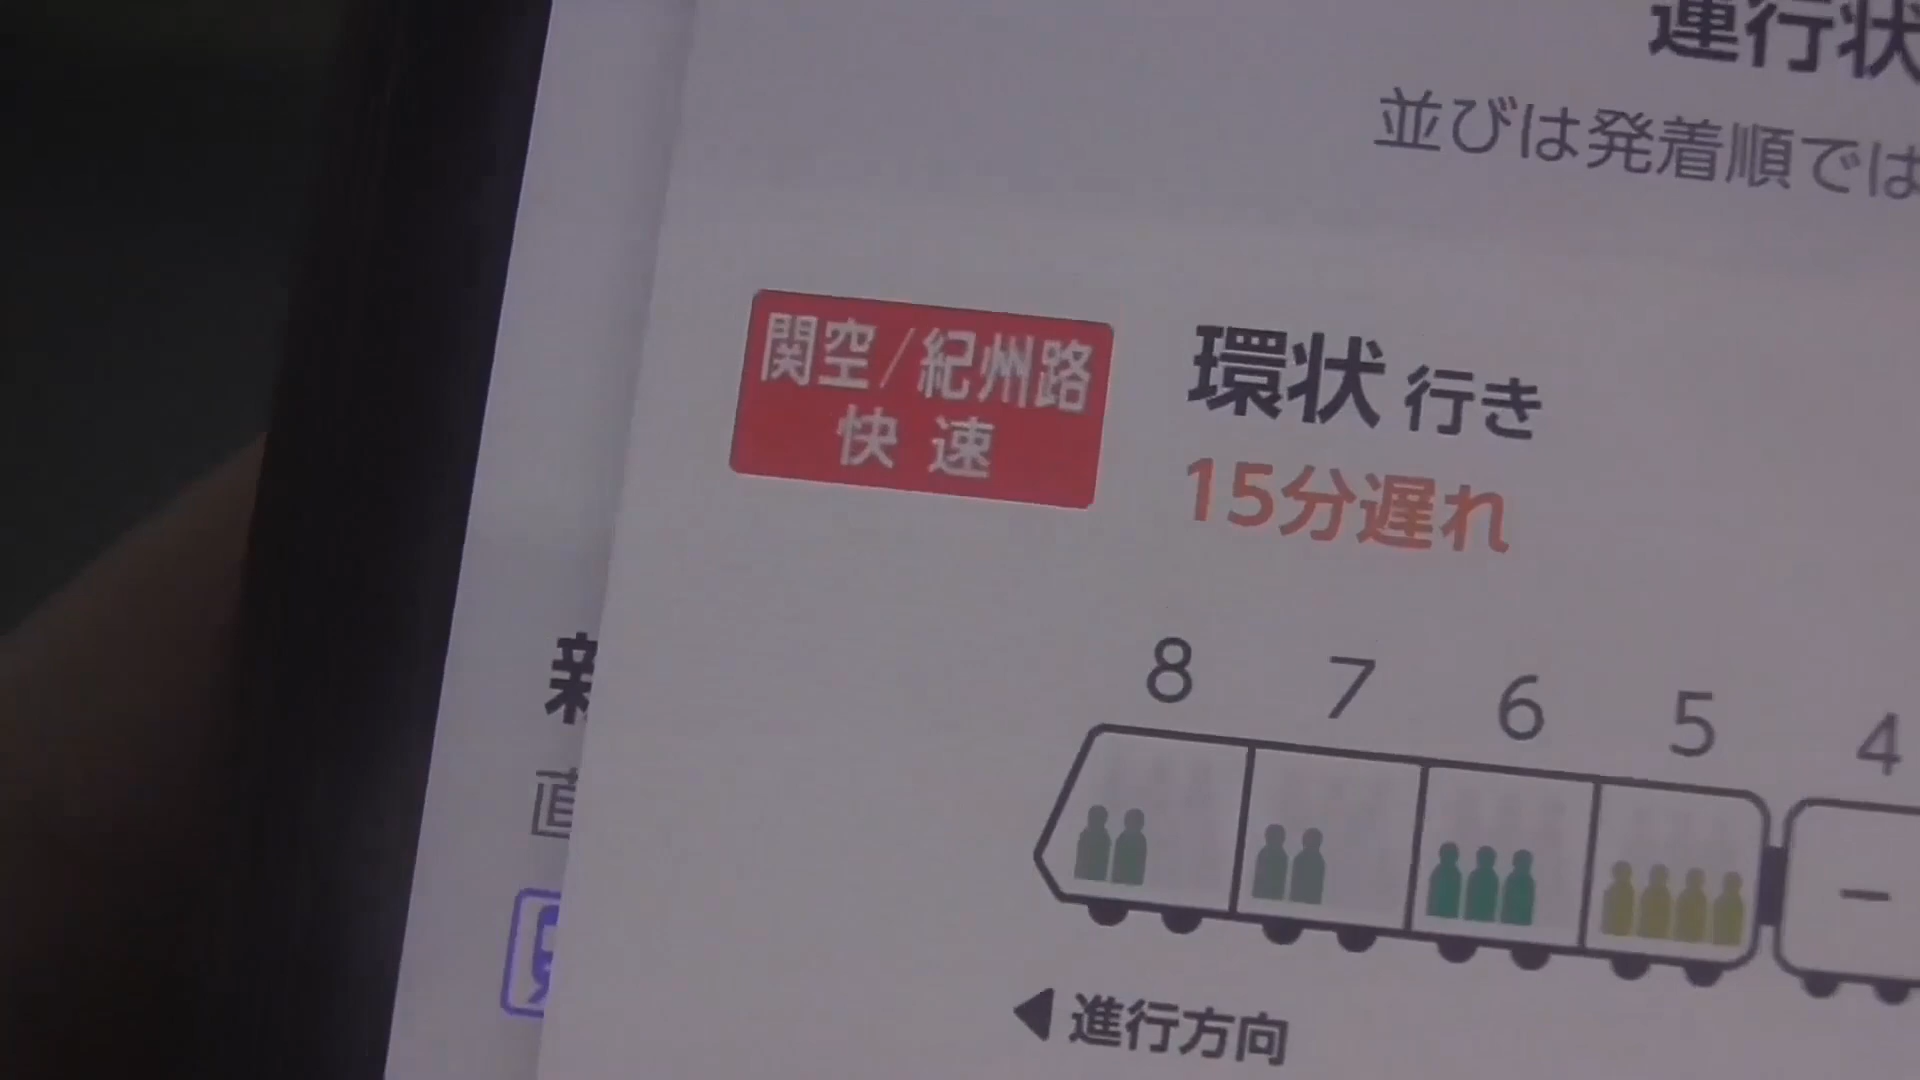 運行状
並びは発着順では
関空/紀州路
快速
環状 行き
15分遅れ
8 7 6 5 4
-
直
◀ 進行方向